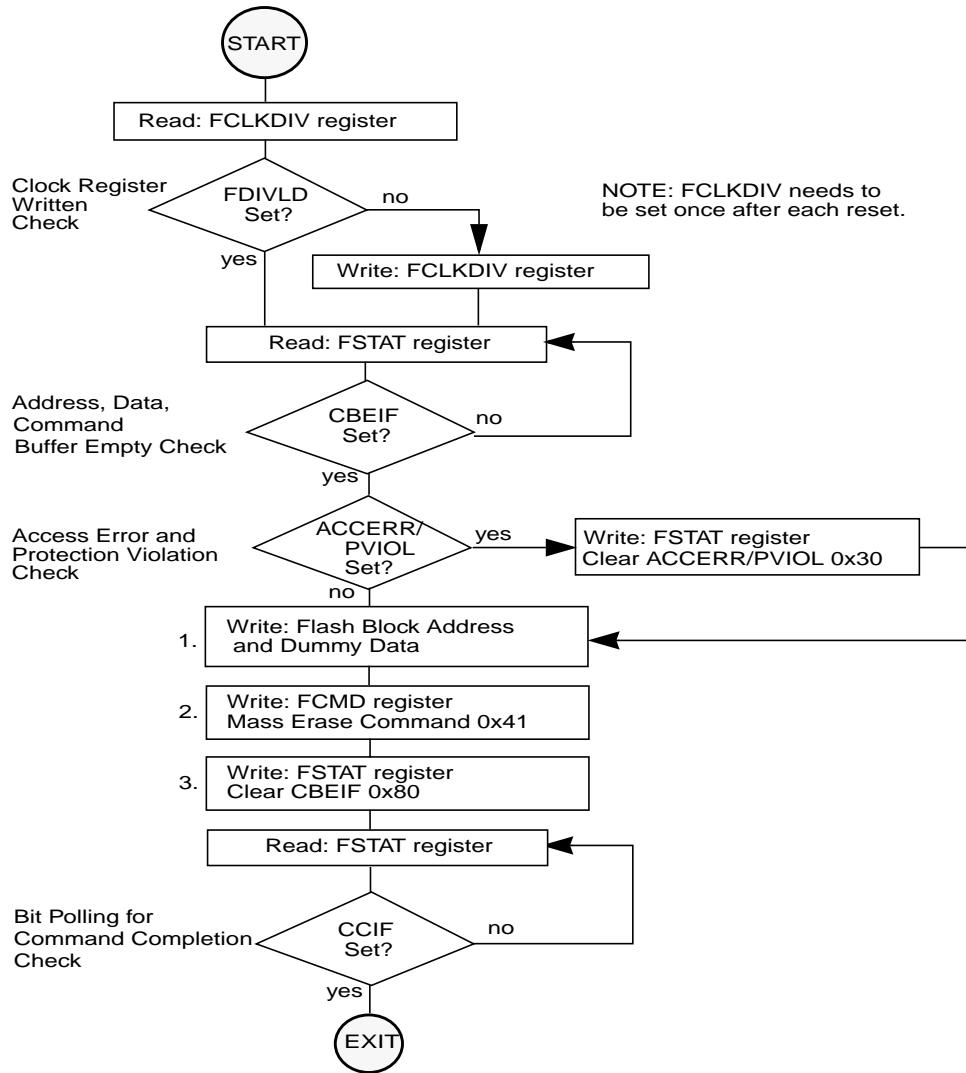 START
Read: FCLKDIV register
Clock Register
Written
Check
FDIVLD
Set?
no
yes
NOTE: FCLKDIV needs to
be set once after each reset.
Write: FCLKDIV register
Read: FSTAT register
Address, Data,
Command
Buffer Empty Check
CBEIF
Set?
no
yes
Access Error and
Protection Violation
Check
ACCERR/
PVIOL
Set?
yes
no
Write: FSTAT register
Clear ACCERR/PVIOL 0x30
1.
Write: Flash Block Address
and Dummy Data
2.
Write: FCMD register
Mass Erase Command 0x41
3.
Write: FSTAT register
Clear CBEIF 0x80
Read: FSTAT register
Bit Polling for
Command Completion
Check
CCIF
Set?
no
yes
EXIT